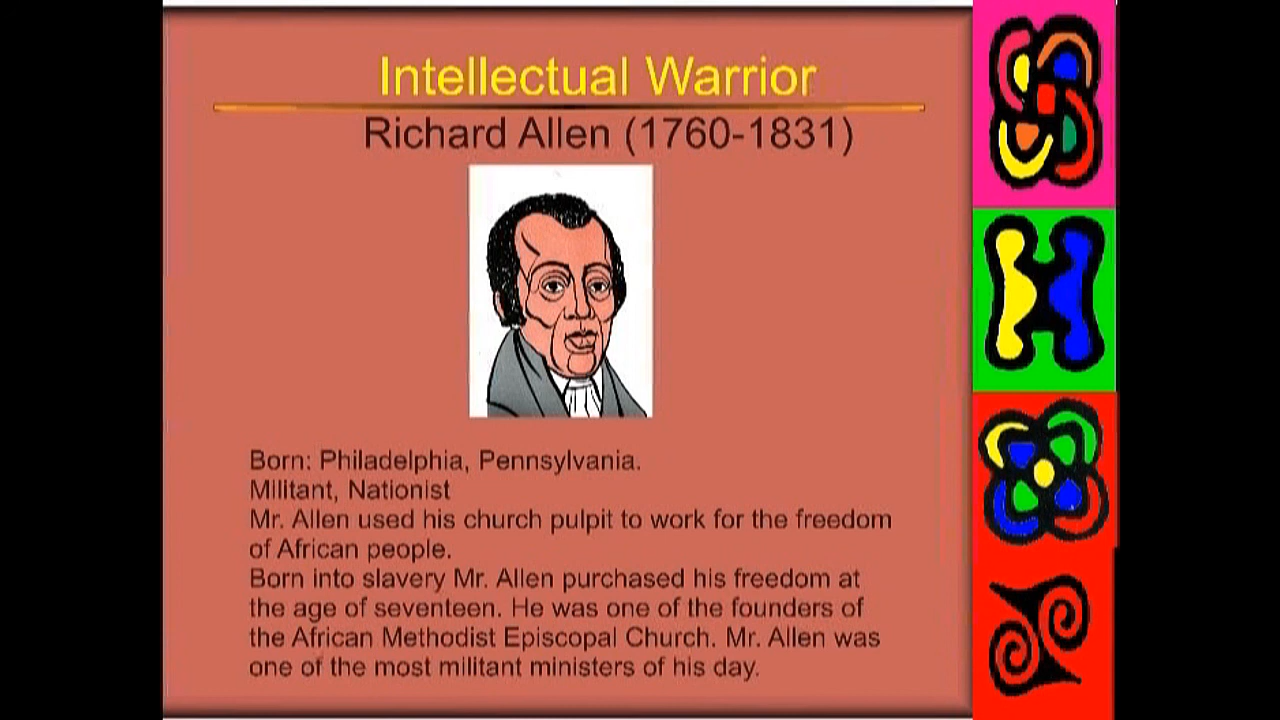 Intellectual Warrior
Richard Allen (1760-1831)
Born: Philadelphia, Pennsylvania.
Militant, Nationist
Mr. Allen used his church pulpit to work for the freedom
of African people.
Born into slavery Mr. Allen purchased his freedom at
the age of seventeen. He was one of the founders of
the African Methodist Episcopal Church. Mr. Allen was
one of the most militant ministers of his day.